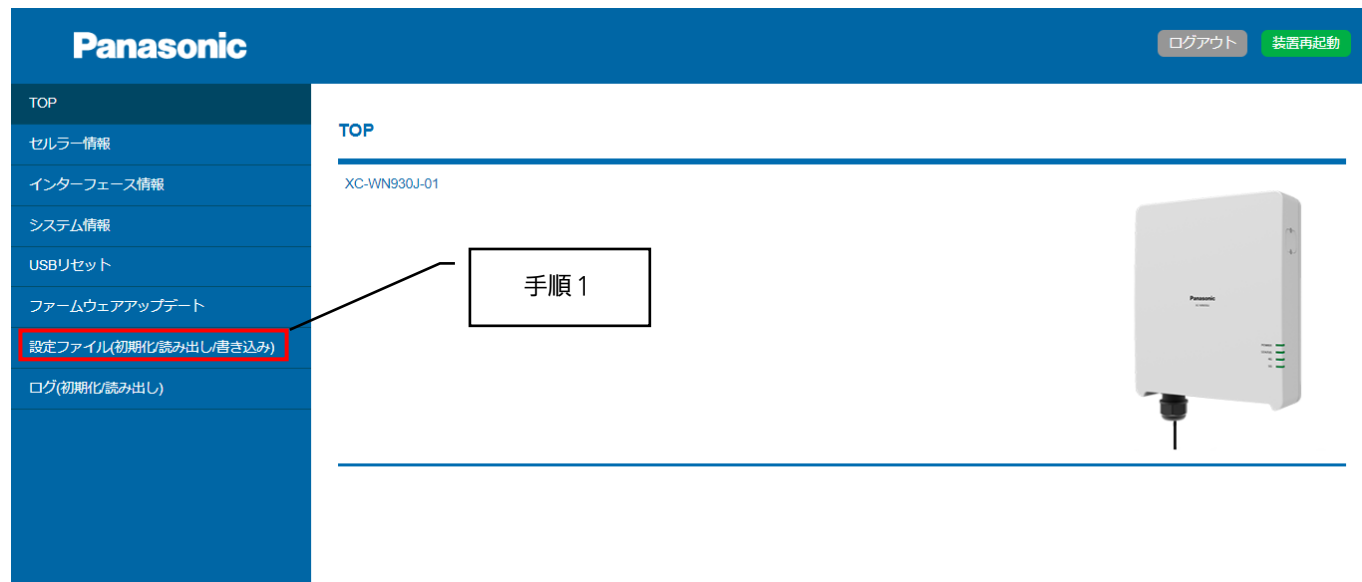 Panasonic
ログアウト
装置再起動
TOP
セルラー情報
インターフェース情報
システム情報
USBリセット
ファームウェアアップデート
設定ファイル(初期化/読み出し/書き込み)
ログ(初期化/読み出し)
TOP
XC-WN930J-01
手順1
Panasonic